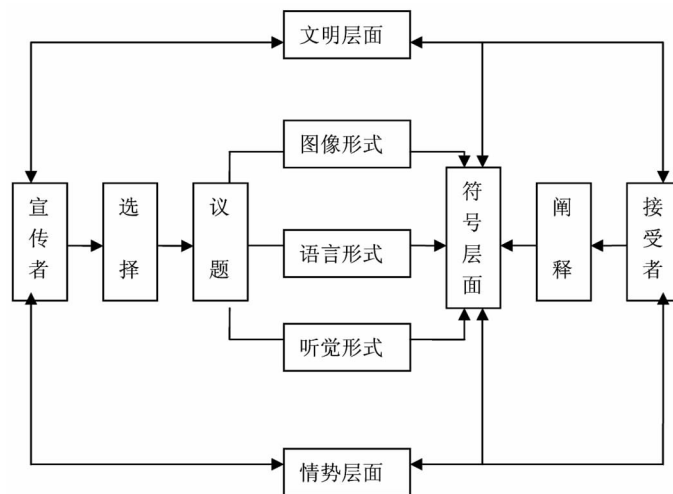 文明层面
图像形式
宣传者
选择
议题
语言形式
符号层面
阐释
接受者
听觉形式
情势层面